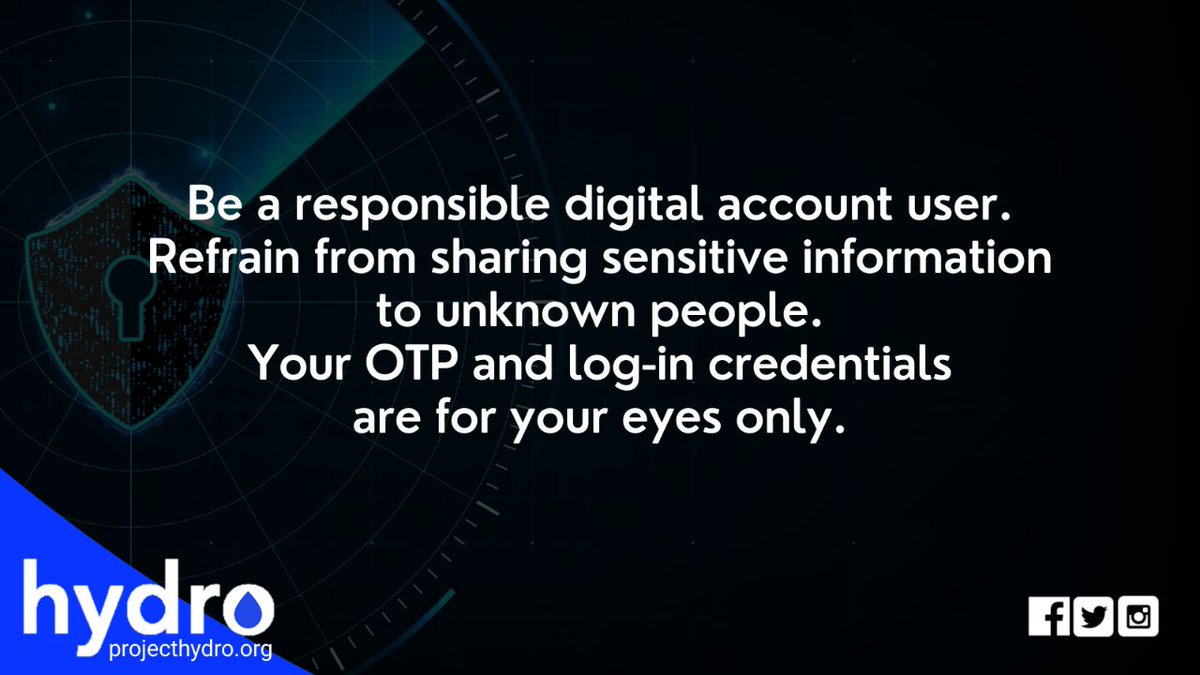 Be a responsible digital account user.
Refrain from sharing sensitive information
to unknown people.
Your OTP and log-in credentials
are for your eyes only.
hydro
projecthydro.org